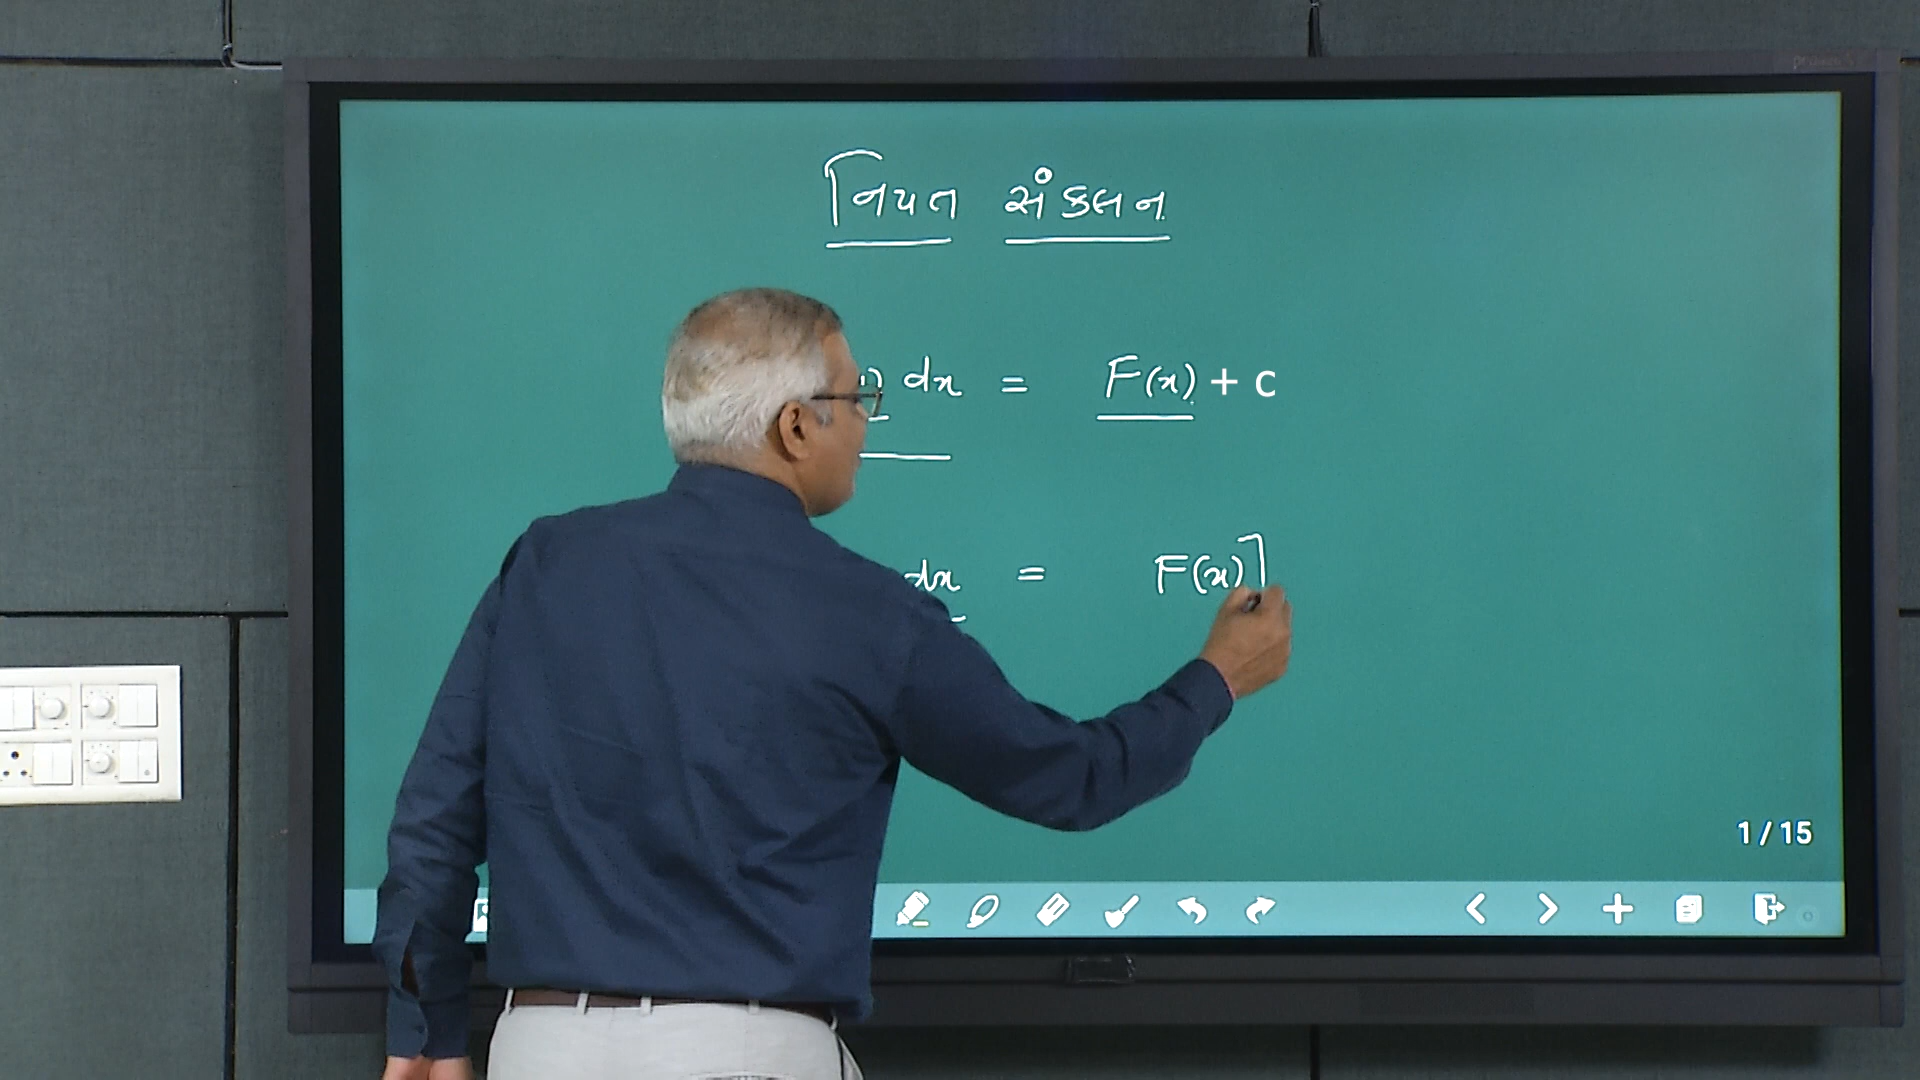 નિયત સંકલન
) dx = F(x) + c
dx = F(x)]
1 / 15